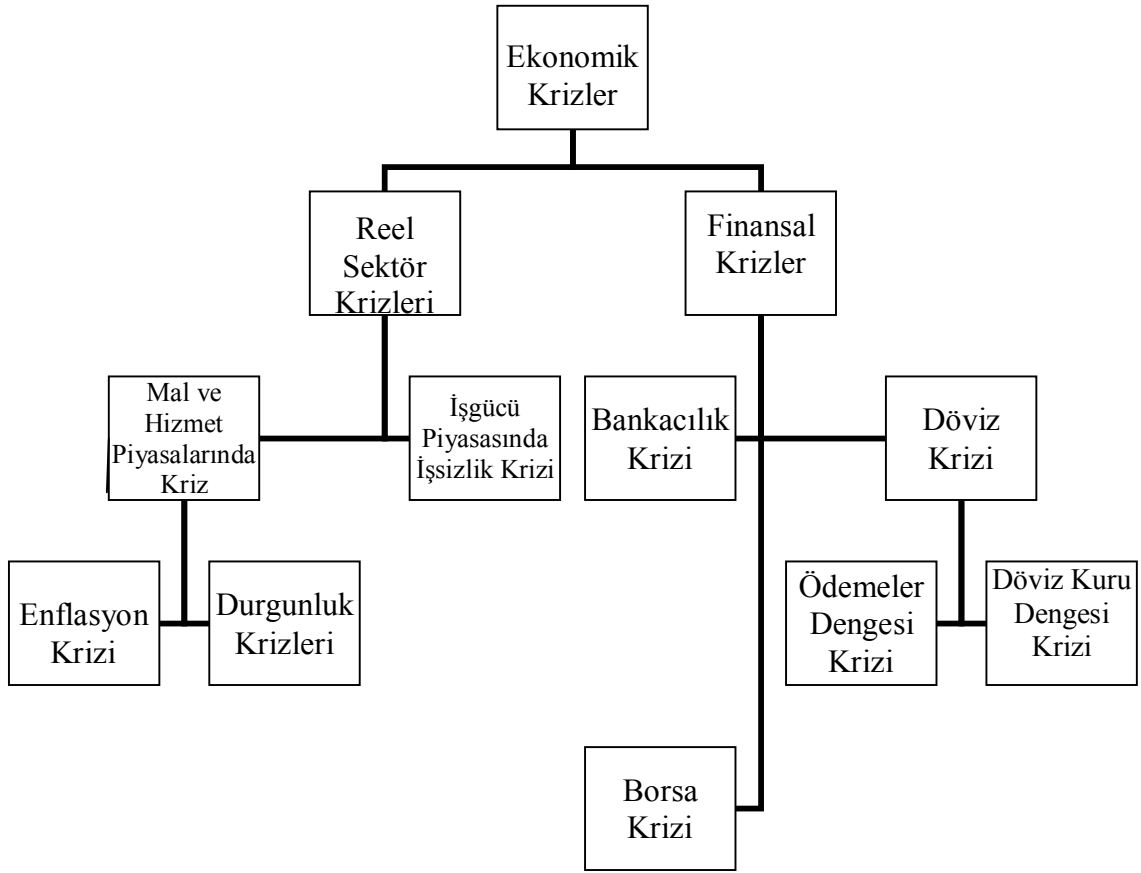 Ekonomik
Krizler
Reel
Sektör
Krizleri
Finansal
Krizler
Mal ve
Hizmet
Piyasalarında
Kriz
İşgücü
Piyasasında
İşsizlik Krizi
Bankacılık
Krizi
Döviz
Krizi
Enflasyon
Krizi
Durgunluk
Krizleri
Ödemeler
Dengesi
Krizi
Döviz Kuru
Dengesi
Krizi
Borsa
Krizi